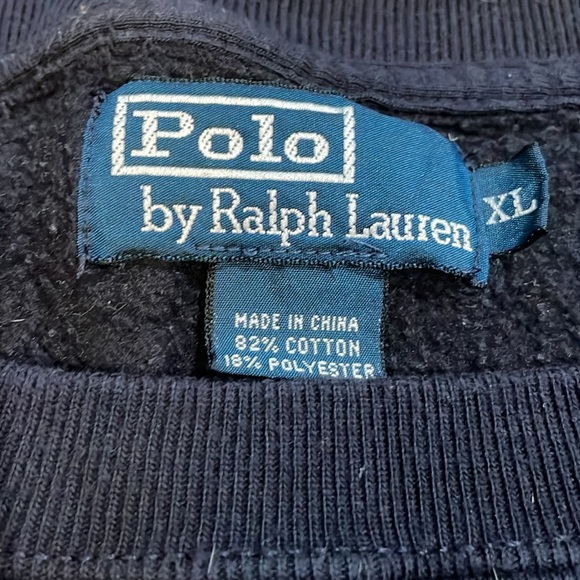 Polo
by Ralph Lauren
XL
MADE IN CHINA
82% COTTON
18% POLYESTER